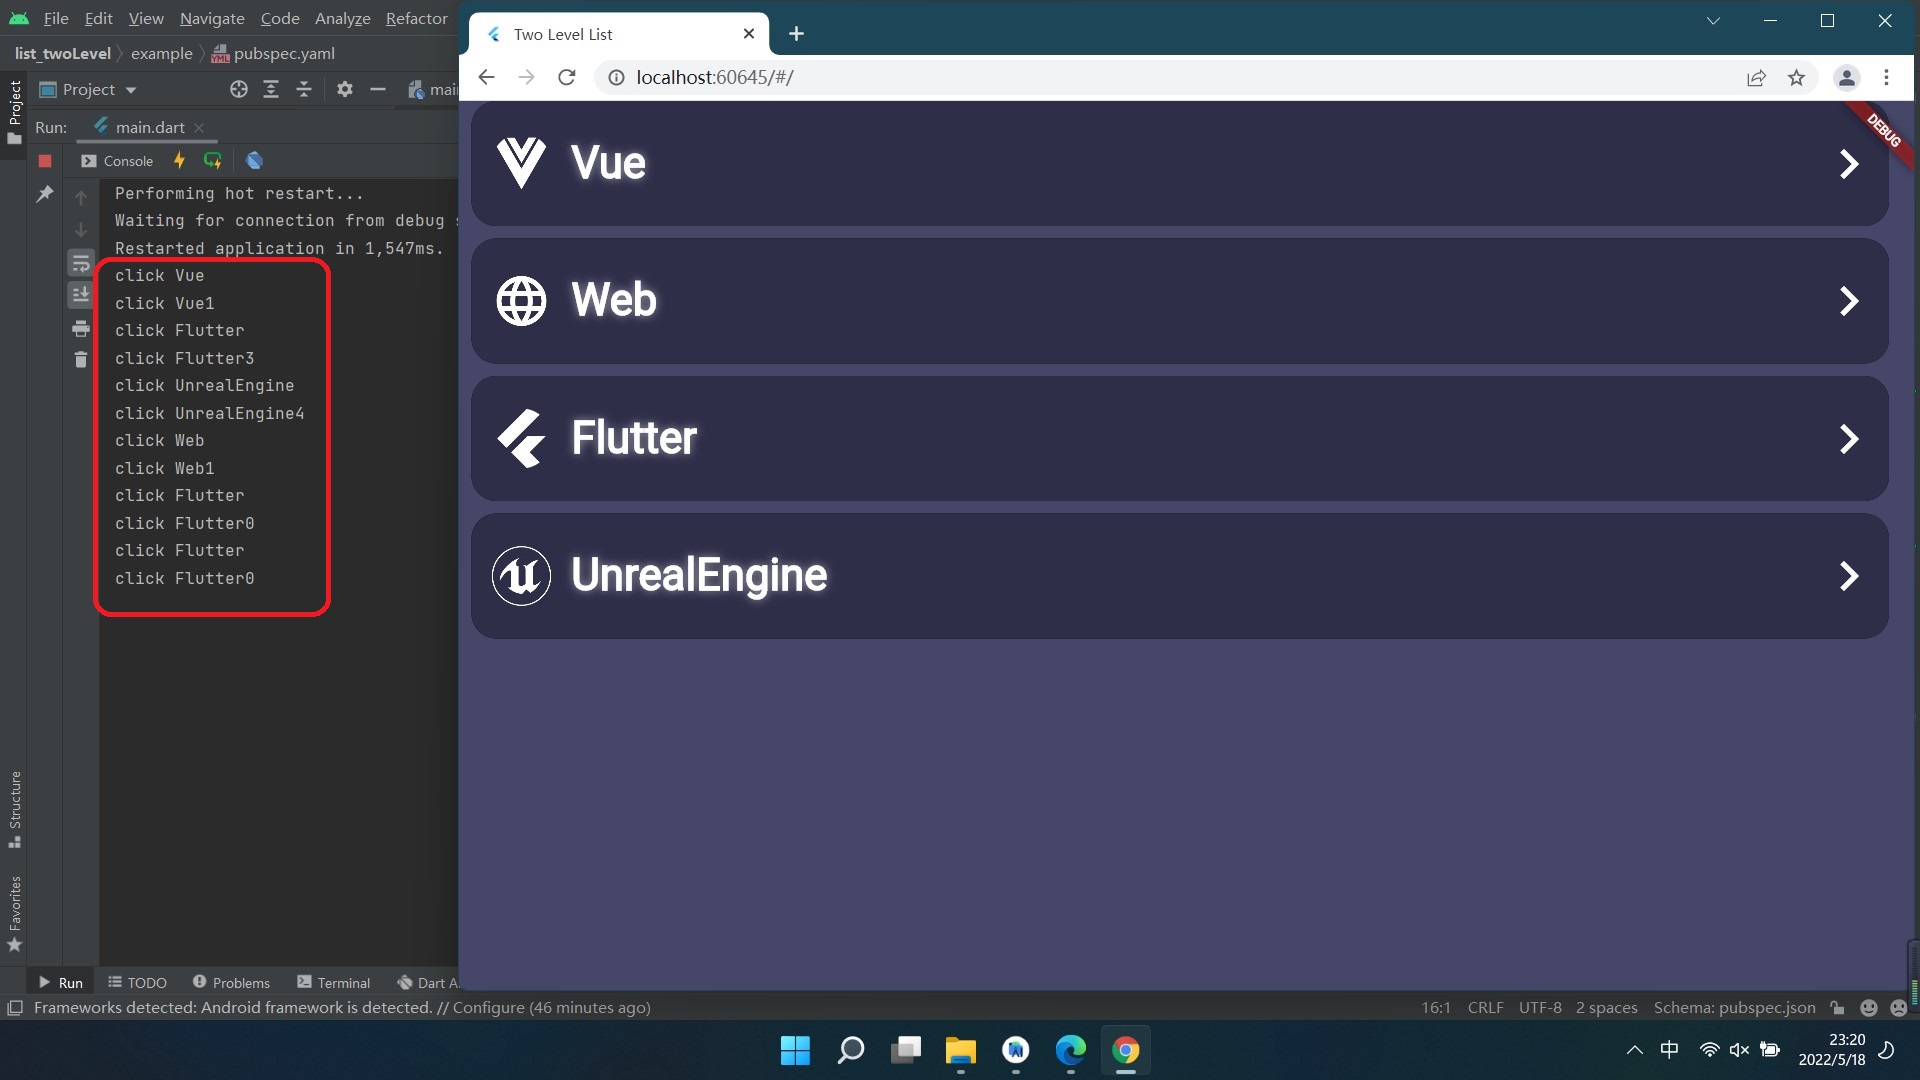 File Edit View Navigate Code Analyze Refactor
list_twoLevel example pubspec.yaml
Project
Project
Run: main.dart
Console
Performing hot restart...
Waiting for connection from debug
Restarted application in 1,547ms.
click Vue
click Vue1
click Flutter
click Flutter3
click UnrealEngine
click UnrealEngine4
click Web
click Web1
click Flutter
click Flutter0
click Flutter
click Flutter0
Structure
Favorites
Run TODO Problems Terminal Dart A
Frameworks detected: Android framework is detected. // Configure (46 minutes ago)
16:1 CRLF UTF-8 2 spaces Schema: pubspec.json
Two Level List
localhost:60645/#/
DEBUG
Vue
Web
Flutter
UnrealEngine
中
23:20
2022/5/18